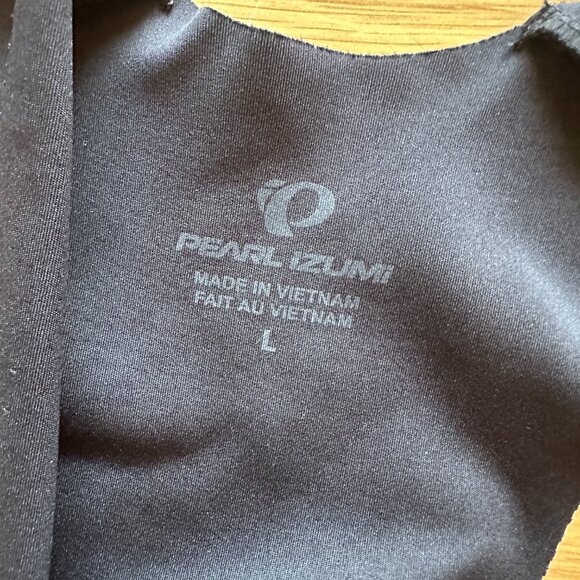 PEARL IZUMI
MADE IN VIETNAM
FAIT AU VIETNAM
L